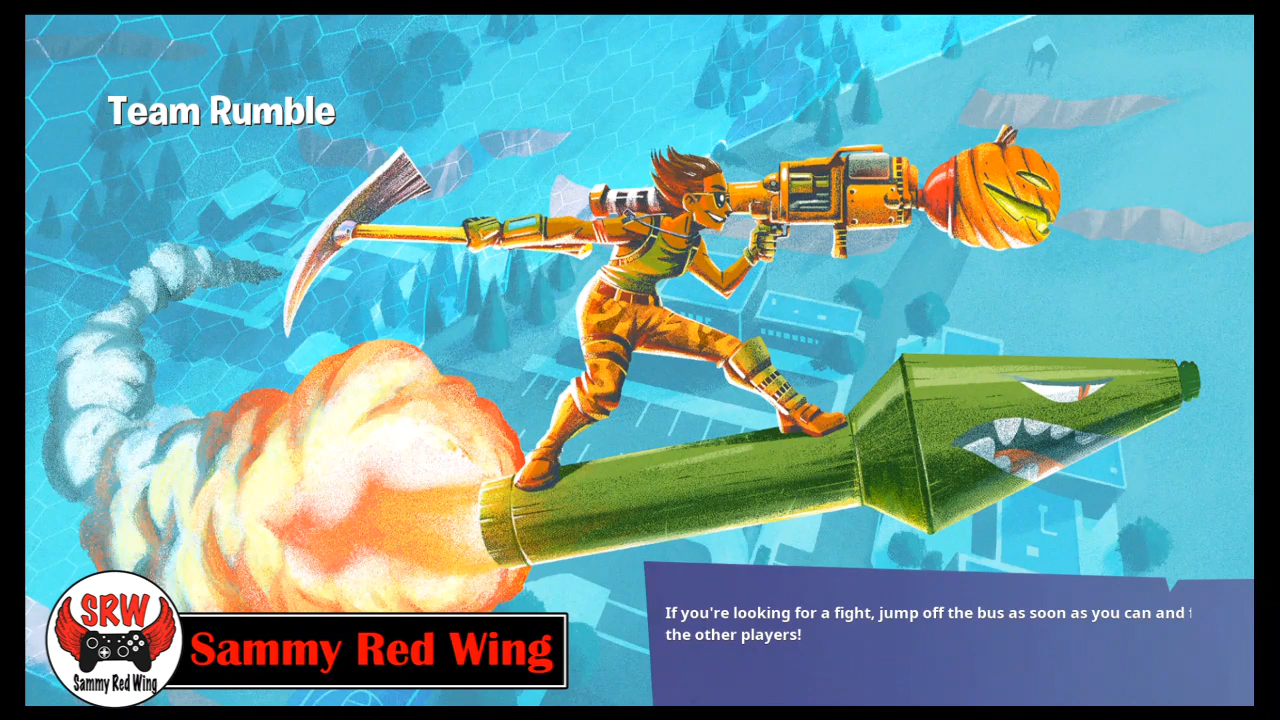 Team Rumble
SRW
Sammy Red Wing
Sammy Red Wing
If you're looking for a fight, jump off the bus as soon as you can and
the other players!